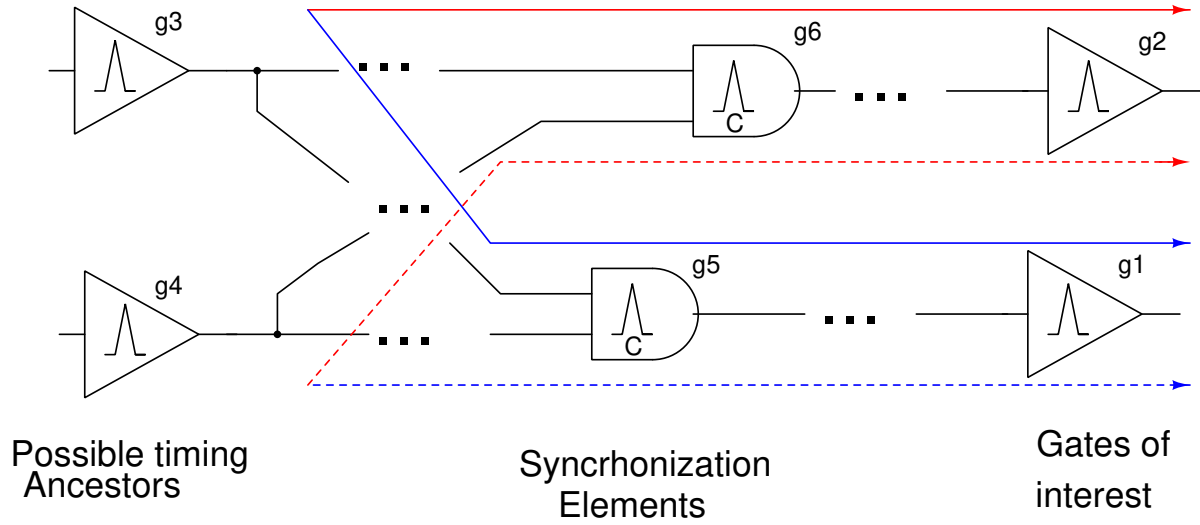 g3
g6
g2
C
g4
g5
g1
C
Possible timing
Ancestors
Syncrhonization
Elements
Gates of
interest